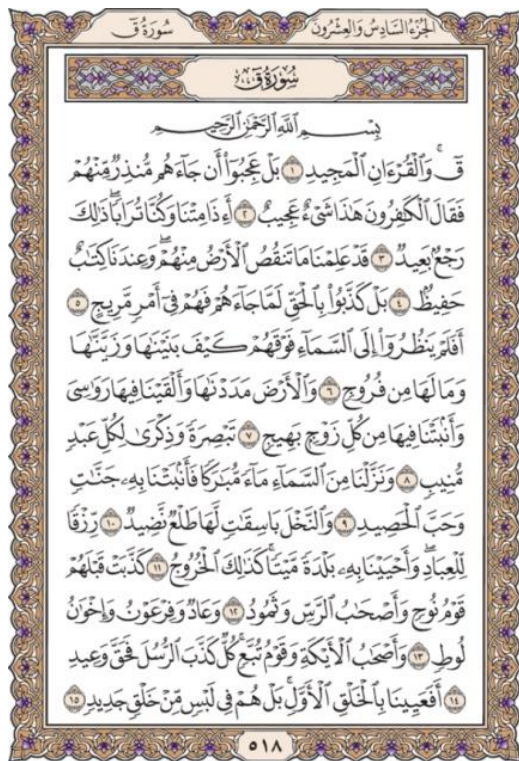 الجُزْءُ السَّادِسُ وَالعِشْرُونَ سُورَةُ قٓ
سُورَةُ قٓ
بِسْمِ ٱللَّهِ ٱلرَّحْمَٰنِ ٱلرَّحِيمِ
قٓۚ وَٱلْقُرْءَانِ ٱلْمَجِيدِ ١ بَلْ عَجِبُوٓا۟ أَن جَآءَهُم مُّنذِرٌ مِّنْهُمْ
فَقَالَ ٱلْكَٰفِرُونَ هَٰذَا شَىْءٌ عَجِيبٌ ٢ أَءِذَا مِتْنَا وَكُنَّا تُرَابًاۖ ذَٰلِكَ
رَجْعٌۢ بَعِيدٌ ٣ قَدْ عَلِمْنَا مَا تَنقُصُ ٱلْأَرْضُ مِنْهُمْۖ وَعِندَنَا كِتَٰبٌ
حَفِيظٌۢ ٤ بَلْ كَذَّبُوا۟ بِٱلْحَقِّ لَمَّا جَآءَهُمْ فَهُمْ فِىٓ أَمْرٍ مَّرِيجٍ ٥
أَفَلَمْ يَنظُرُوٓا۟ إِلَى ٱلسَّمَآءِ فَوْقَهُمْ كَيْفَ بَنَيْنَٰهَا وَزَيَّنَّٰهَا
وَمَا لَهَا مِن فُرُوجٍ ٦ وَٱلْأَرْضَ مَدَدْنَٰهَا وَأَلْقَيْنَا فِيهَا رَوَٰسِىَ
وَأَنۢبَتْنَا فِيهَا مِن كُلِّ زَوْجٍۭ بَهِيجٍ ٧ تَبْصِرَةً وَذِكْرَىٰ لِكُلِّ عَبْدٍ
مُّنِيبٍ ٨ وَنَزَّلْنَا مِنَ ٱلسَّمَآءِ مَآءً مُّبَٰرَكًا فَأَنۢبَتْنَا بِهِۦ جَنَّٰتٍ
وَحَبَّ ٱلْحَصِيدِ ٩ وَٱلنَّخْلَ بَاسِقَٰتٍ لَّهَا طَلْعٌ نَّضِيدٌ ١٠ رِّزْقًا
لِّلْعِبَادِۖ وَأَحْيَيْنَا بِهِۦ بَلْدَةً مَّيْتًاۚ كَذَٰلِكَ ٱلْخُرُوجُ ١١ كَذَّبَتْ قَبْلَهُمْ
قَوْمُ نُوحٍ وَأَصْحَٰبُ ٱلرَّسِّ وَثَمُودُ ١٢ وَعَادٌ وَفِرْعَوْنُ وَإِخْوَٰنُ
لُوطٍ ١٣ وَأَصْحَٰبُ ٱلْأَيْكَةِ وَقَوْمُ تُبَّعٍۚ كُلٌّ كَذَّبَ ٱلرُّسُلَ فَحَقَّ وَعِيدِ
١٤ أَفَعَيِينَا بِٱلْخَلْقِ ٱلْأَوَّلِۚ بَلْ هُمْ فِى لَبْسٍ مِّنْ خَلْقٍ جَدِيدٍ ١٥
٥١٨